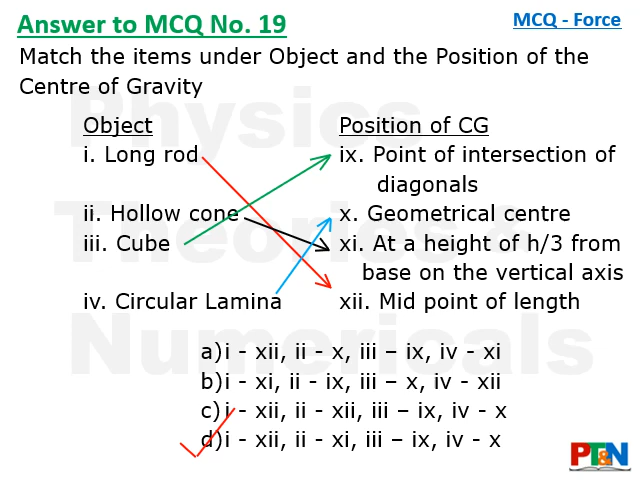 Answer to MCQ No. 19
MCQ - Force
Match the items under Object and the Position of the
Centre of Gravity
Object
Position of CG
i. Long rod
ix. Point of intersection of
diagonals
ii. Hollow cone
x. Geometrical centre
iii. Cube
xi. At a height of h/3 from
base on the vertical axis
iv. Circular Lamina
xii. Mid point of length
a) i - xii, ii - x, iii – ix, iv - xi
b) i - xi, ii - ix, iii – x, iv - xii
c) i - xii, ii - xii, iii – ix, iv - x
d) i - xii, ii - xi, iii – ix, iv - x
Physics
Theories &
Numericals
PT&N